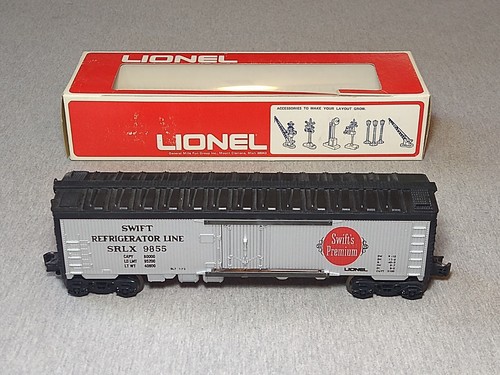 LIONEL
ACCESSORIES TO MAKE YOUR LAYOUT GROW.
LIONEL
SWIFT
REFRIGERATOR LINE
SRLX 9855
CAPY 80000
LD LMT
LT WT
Swift's
Premium
LIONEL